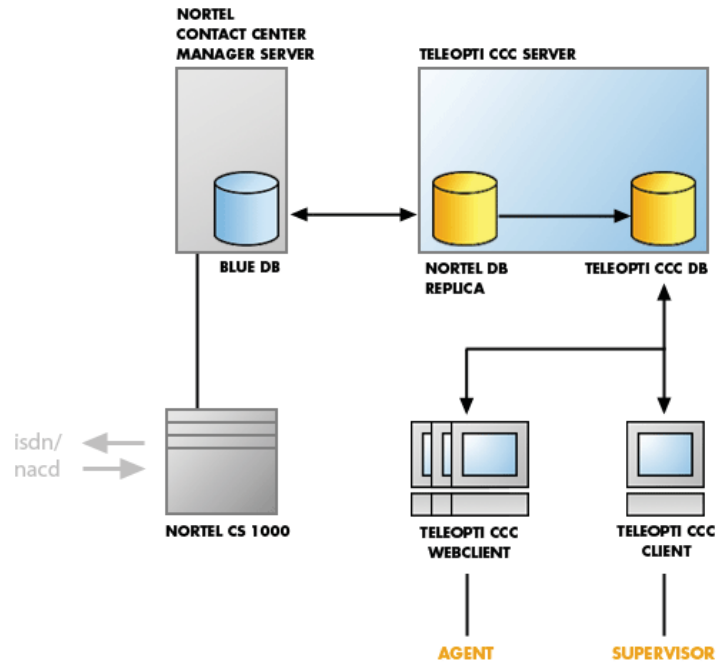 NORTEL
CONTACT CENTER
MANAGER SERVER
TELEOPTI CCC SERVER
BLUE DB
NORTEL DB
REPLICA
TELEOPTI CCC DB
isdn/
nacd
NORTEL CS 1000
TELEOPTI CCC
WEBCLIENT
TELEOPTI CCC
CLIENT
AGENT
SUPERVISOR